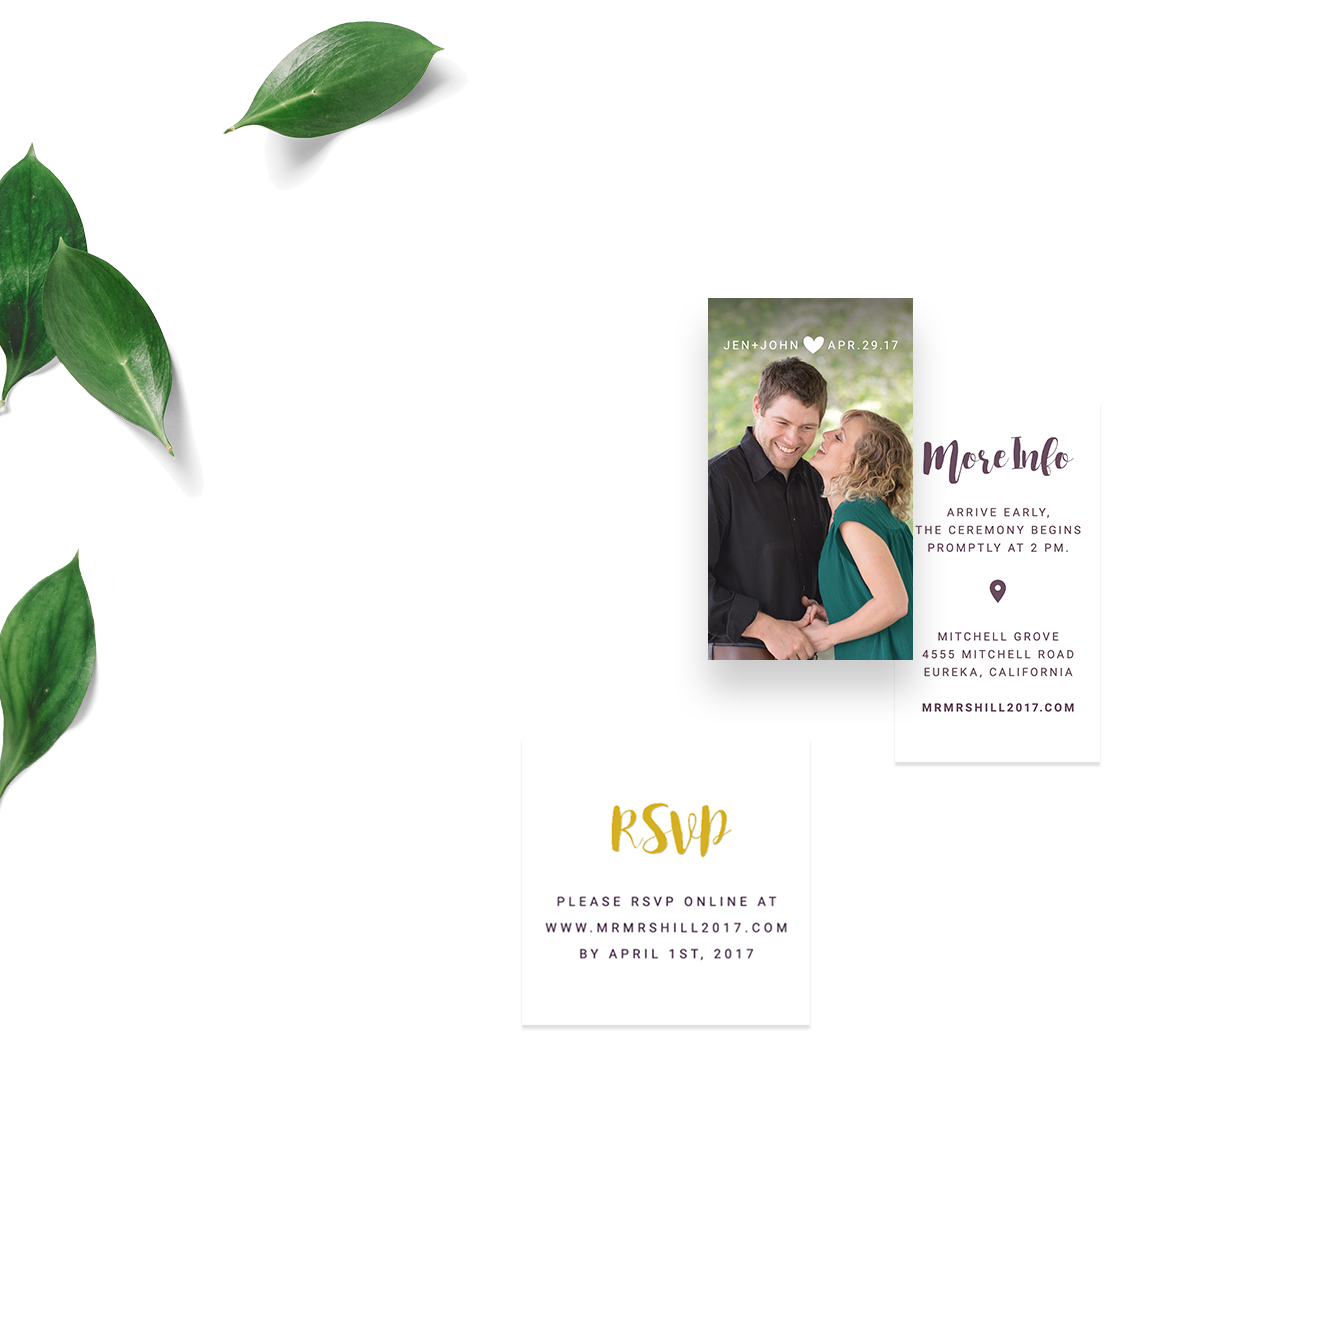 JEN+JOHN APR.29.17
More Info
ARRIVE EARLY,
THE CEREMONY BEGINS
PROMPTLY AT 2 PM.
MITCHELL GROVE
4555 MITCHELL ROAD
EUREKA, CALIFORNIA
MRMRSHILL2017.COM
RSVP
PLEASE RSVP ONLINE AT
WWW.MRMRSHILL2017.COM
BY APRIL 1ST, 2017